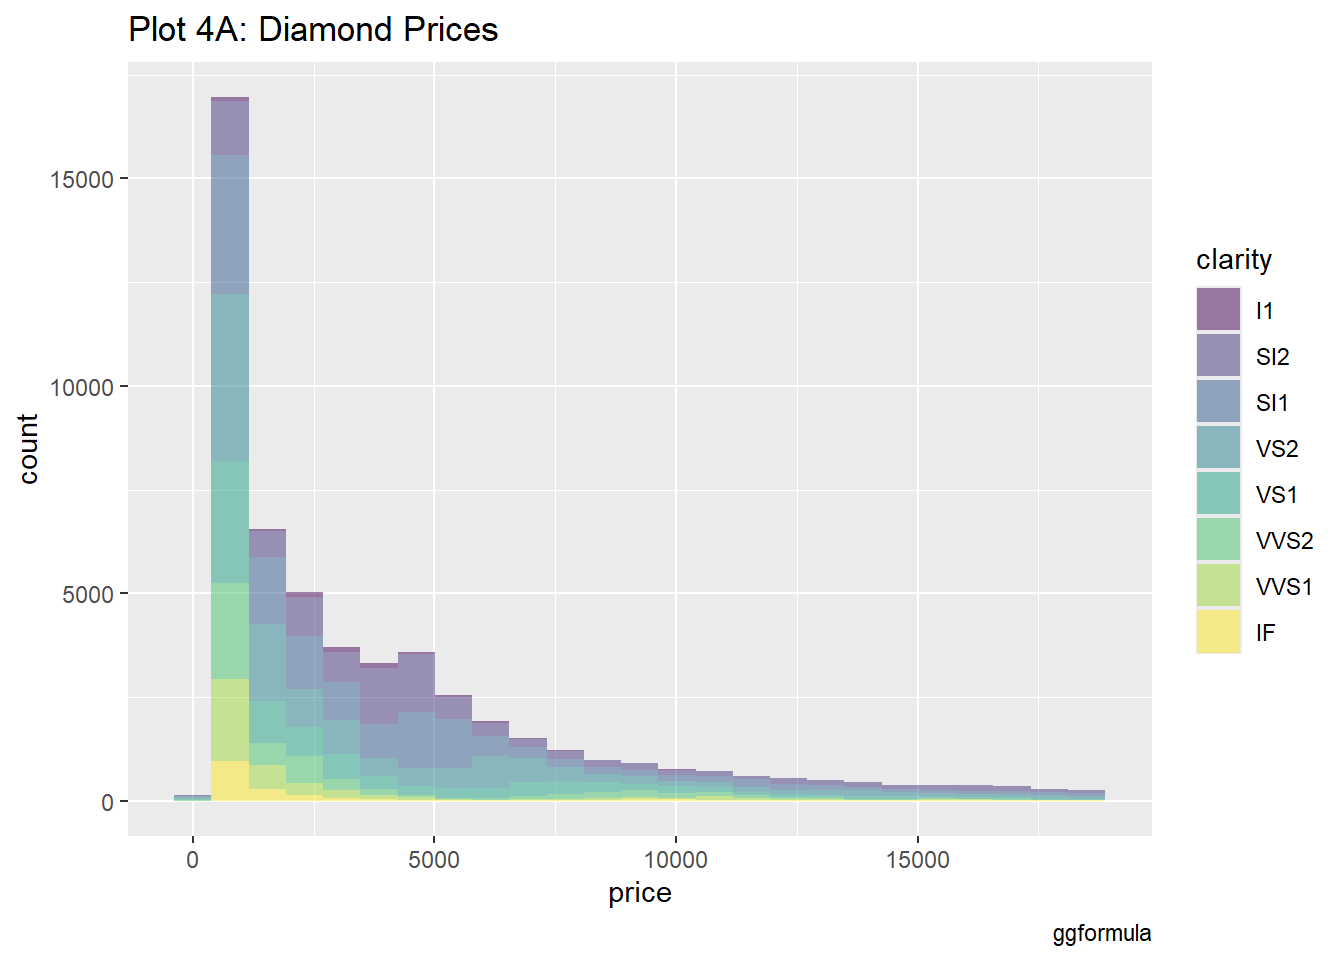 Plot 4A: Diamond Prices
15000
10000
5000
0
count
0 5000 10000 15000
price
clarity
I1
SI2
SI1
VS2
VS1
VVS2
VVS1
IF
ggformula